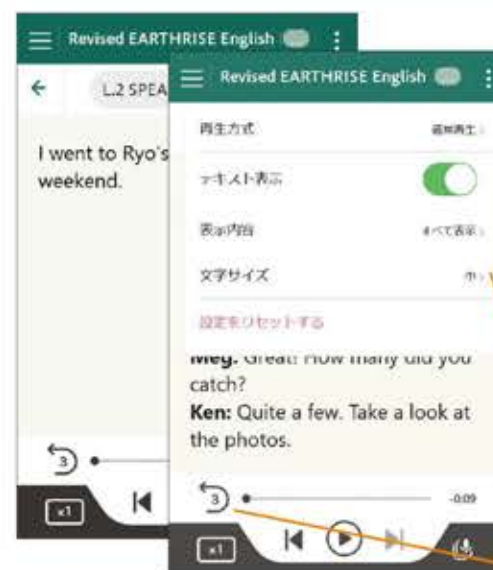 Revised EARTHRISE English
L.2 SPEA
I went to Ryo's
weekend.
3
x1
Revised EARTHRISE English
再生方式
追加再生
テキスト表示
表示内容
すべて表示
文字サイズ
中
設定をリセットする
Meg: Great! How many did you
catch?
Ken: Quite a few. Take a look at
the photos.
3
-0:09
x1